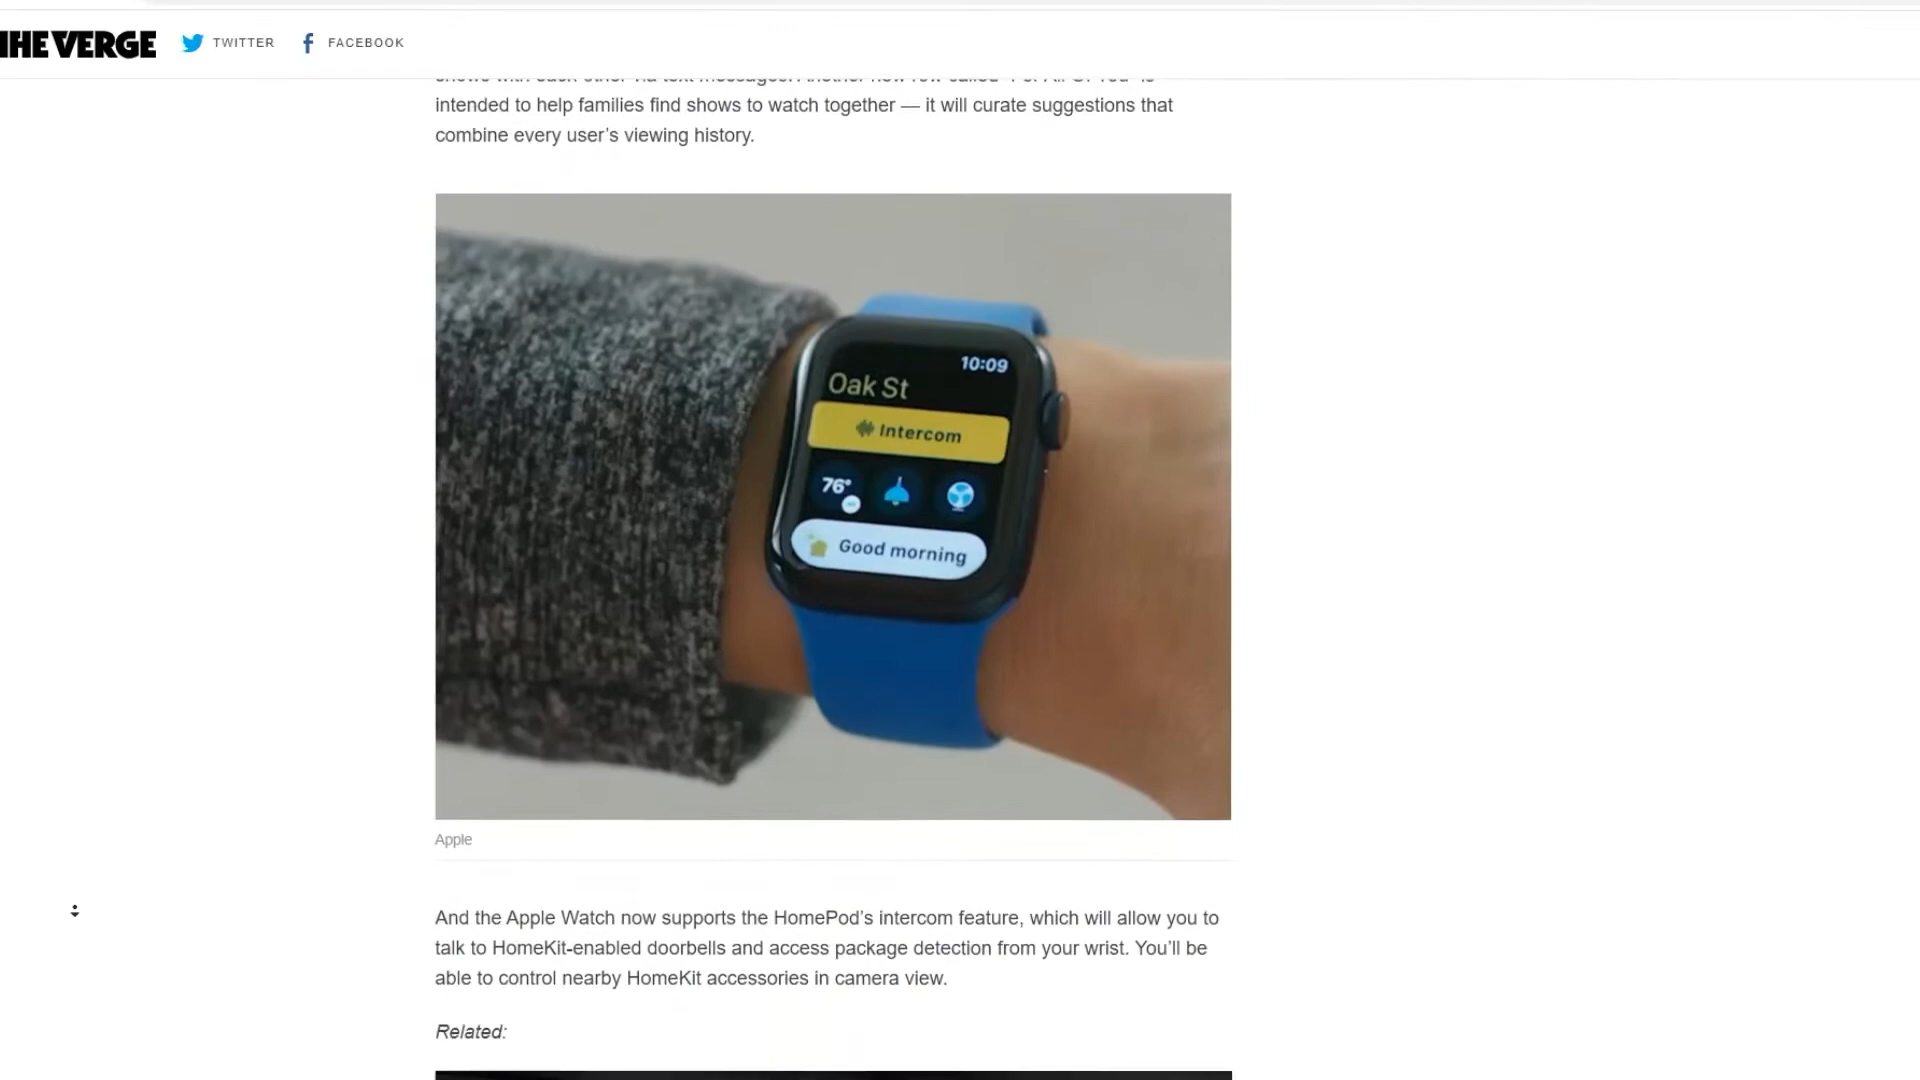 THE VERGE
TWITTER
FACEBOOK
intended to help families find shows to watch together — it will curate suggestions that
combine every user’s viewing history.
10:09
Oak St
Intercom
76°
Good morning
Apple
And the Apple Watch now supports the HomePod’s intercom feature, which will allow you to
talk to HomeKit-enabled doorbells and access package detection from your wrist. You’ll be
able to control nearby HomeKit accessories in camera view.
Related: